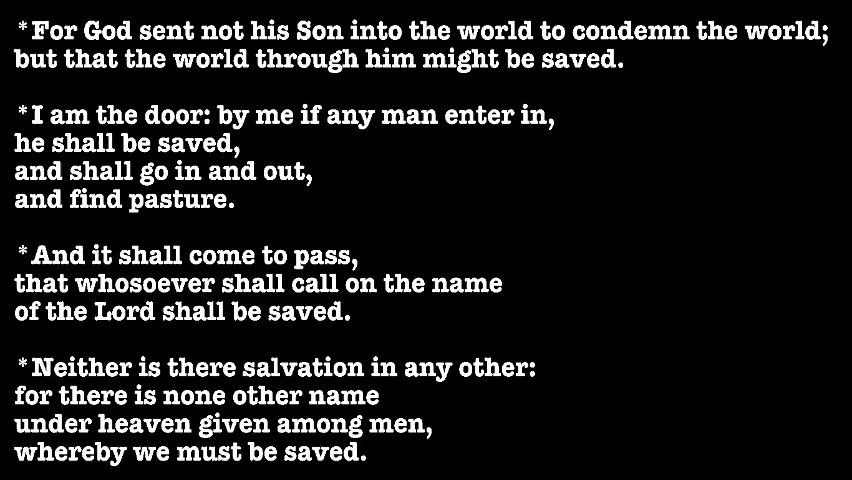 *For God sent not his Son into the world to condemn the world;
but that the world through him might be saved.
*I am the door: by me if any man enter in,
he shall be saved,
and shall go in and out,
and find pasture.
*And it shall come to pass,
that whosoever shall call on the name
of the Lord shall be saved.
*Neither is there salvation in any other:
for there is none other name
under heaven given among men,
whereby we must be saved.